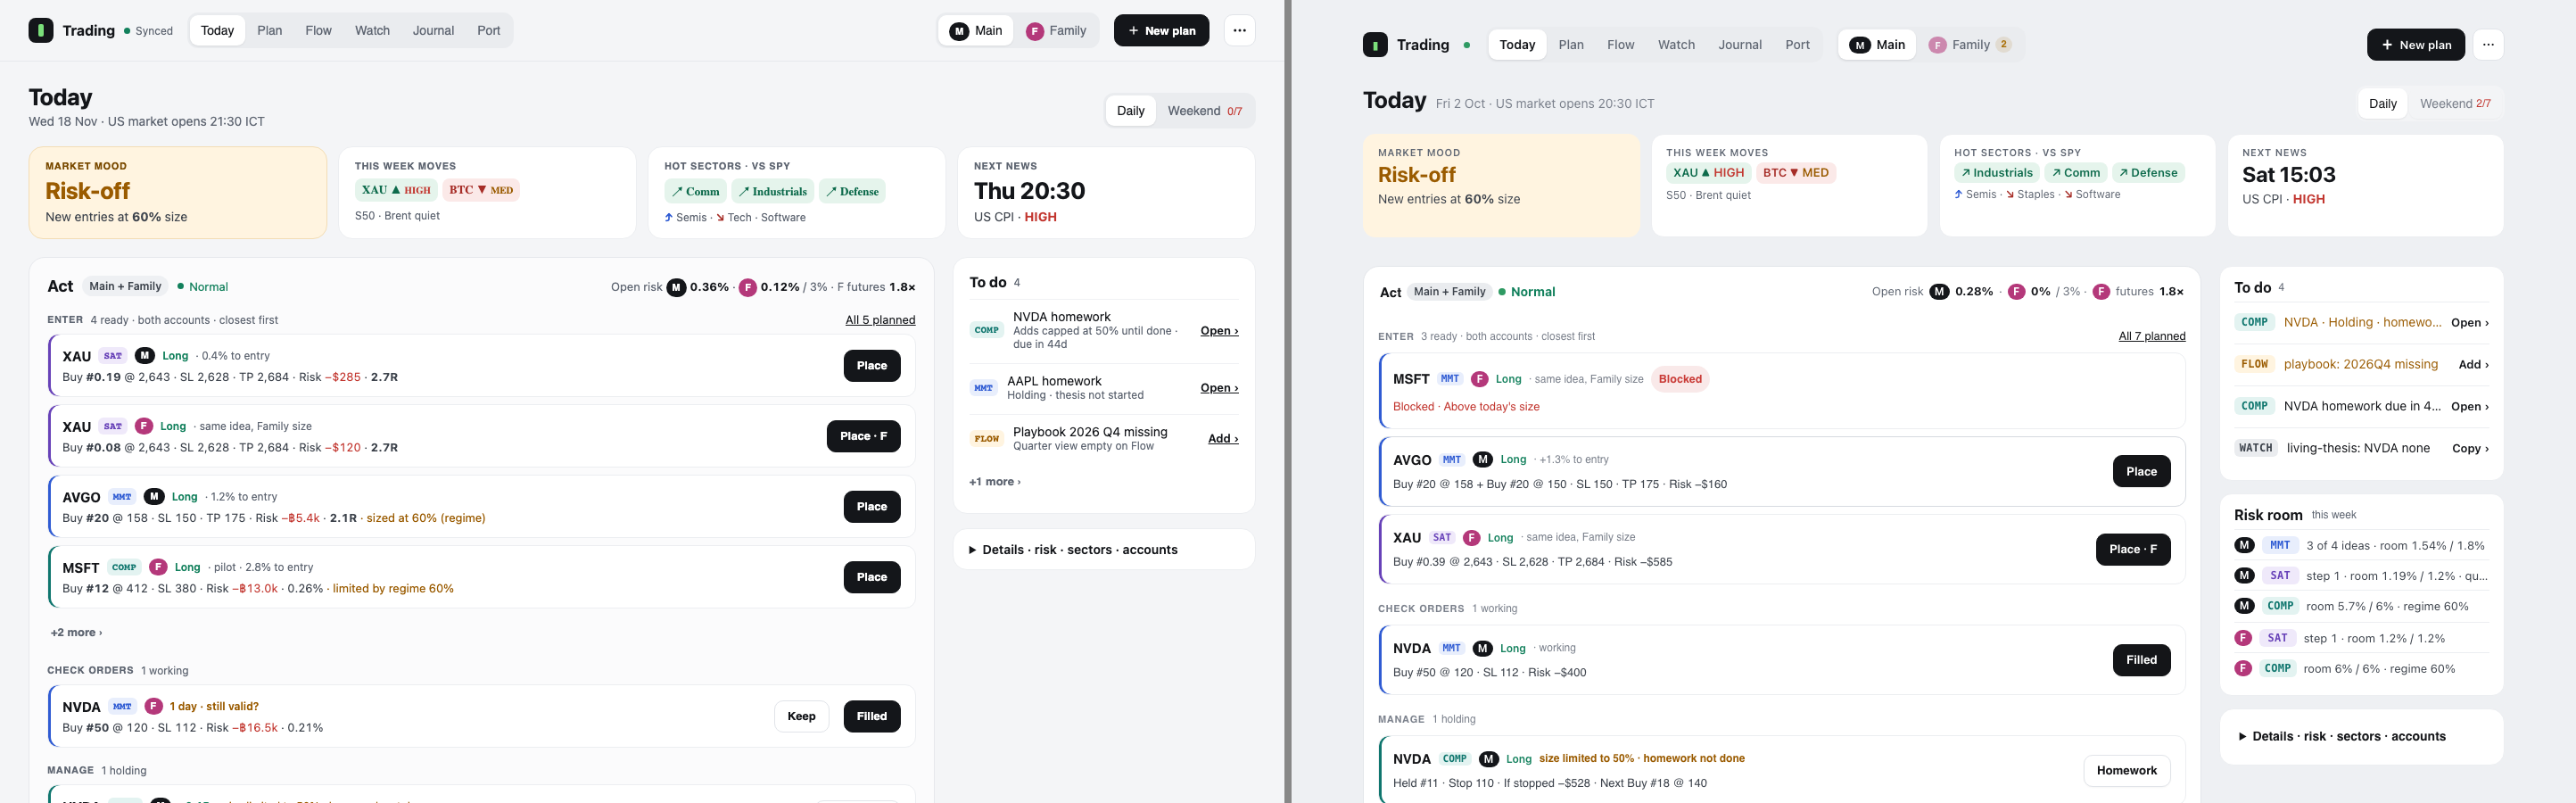 Trading Synced Today Plan Flow Watch Journal Port M Main F Family + New plan ...
Today
Wed 18 Nov · US market opens 21:30 ICT
Daily Weekend 0/7
MARKET MOOD
Risk-off
New entries at 60% size
THIS WEEK MOVES
XAU ▲ HIGH BTC ▼ MED
S50 · Brent quiet
HOT SECTORS · VS SPY
↗ Comm ↗ Industrials ↗ Defense
⤴ Semis · ↘ Tech · Software
NEXT NEWS
Thu 20:30
US CPI · HIGH
Act Main + Family Normal
Open risk M 0.36% · F 0.12% / 3% · F futures 1.8×
ENTER 4 ready · both accounts · closest first All 5 planned
XAU SAT M Long · 0.4% to entry
Buy #0.19 @ 2,643 · SL 2,628 · TP 2,684 · Risk −$285 · 2.7R
Place
XAU SAT F Long · same idea, Family size
Buy #0.08 @ 2,643 · SL 2,628 · TP 2,684 · Risk −$120 · 2.7R
Place · F
AVGO MMT M Long · 1.2% to entry
Buy #20 @ 158 · SL 150 · TP 175 · Risk −฿5.4k · 2.1R · sized at 60% (regime)
Place
MSFT COMP F Long · pilot · 2.8% to entry
Buy #12 @ 412 · SL 380 · Risk −฿13.0k · 0.26% · limited by regime 60%
Place
+2 more ›
CHECK ORDERS 1 working
NVDA MMT F 1 day · still valid?
Buy #50 @ 120 · SL 112 · Risk −฿16.5k · 0.21%
Keep Filled
MANAGE 1 holding
To do 4
COMP NVDA homework
Adds capped at 50% until done ·
due in 44d
Open ›
MMT AAPL homework
Holding · thesis not started
Open ›
FLOW Playbook 2026 Q4 missing
Quarter view empty on Flow
Add ›
+1 more ›
▶ Details · risk · sectors · accounts
Trading Today Plan Flow Watch Journal Port M Main F Family 2 + New plan ...
Today Fri 2 Oct · US market opens 20:30 ICT
Daily Weekend 2/7
MARKET MOOD
Risk-off
New entries at 60% size
THIS WEEK MOVES
XAU ▲ HIGH BTC ▼ MED
S50 · Brent quiet
HOT SECTORS · VS SPY
↗ Industrials ↗ Comm ↗ Defense
⤴ Semis · ↘ Staples · ↘ Software
NEXT NEWS
Sat 15:03
US CPI · HIGH
Act Main + Family Normal
Open risk M 0.28% · F 0% / 3% · F futures 1.8×
ENTER 3 ready · both accounts · closest first All 7 planned
MSFT MMT F Long · same idea, Family size Blocked
Blocked · Above today's size
AVGO MMT M Long · +1.3% to entry
Buy #20 @ 158 + Buy #20 @ 150 · SL 150 · TP 175 · Risk −$160
Place
XAU SAT F Long · same idea, Family size
Buy #0.39 @ 2,643 · SL 2,628 · TP 2,684 · Risk −$585
Place · F
CHECK ORDERS 1 working
NVDA MMT M Long · working
Buy #50 @ 120 · SL 112 · Risk −$400
Filled
MANAGE 1 holding
NVDA COMP M Long size limited to 50% · homework not done
Held #11 · Stop 110 · If stopped −$528 · Next Buy #18 @ 140
Homework
To do 4
COMP NVDA · Holding · homewo... Open ›
FLOW playbook: 2026Q4 missing Add ›
COMP NVDA homework due in 4... Open ›
WATCH living-thesis: NVDA none Copy ›
Risk room this week
M MMT 3 of 4 ideas · room 1.54% / 1.8%
M SAT step 1 · room 1.19% / 1.2% · qu...
M COMP room 5.7% / 6% · regime 60%
F SAT step 1 · room 1.2% / 1.2%
F COMP room 6% / 6% · regime 60%
▶ Details · risk · sectors · accounts